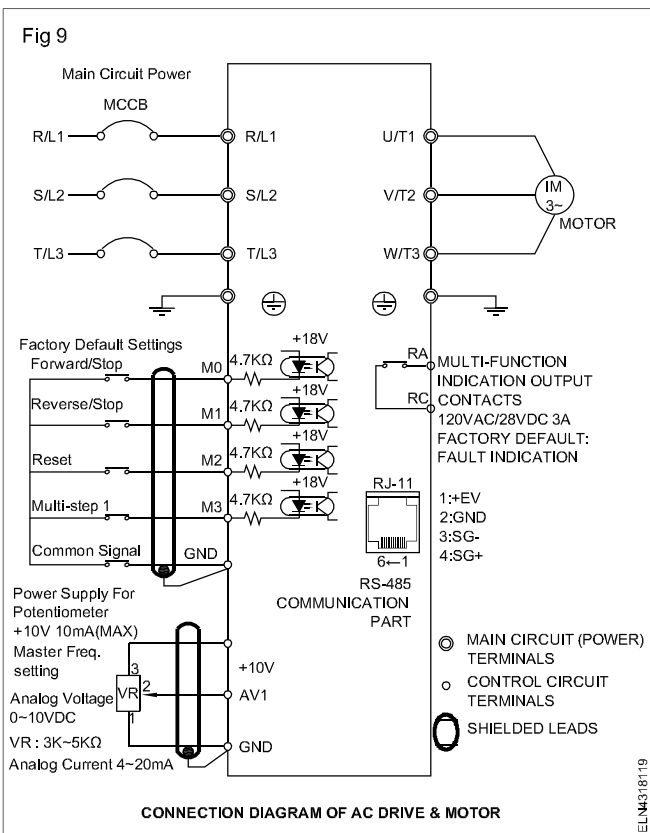 Fig 9
Main Circuit Power
MCCB
R/L1
R/L1
U/T1
S/L2
S/L2
V/T2
IM
3~
MOTOR
T/L3
T/L3
W/T3
Factory Default Settings
Forward/Stop
M0
4.7KΩ
+18V
Reverse/Stop
M1
4.7KΩ
+18V
Reset
M2
4.7KΩ
+18V
Multi-step 1
M3
4.7KΩ
+18V
Common Signal
GND
RA
RC
MULTI-FUNCTION
INDICATION OUTPUT
CONTACTS
120VAC/28VDC 3A
FACTORY DEFAULT:
FAULT INDICATION
RJ-11
6←1
1:+EV
2:GND
3:SG-
4:SG+
RS-485
COMMUNICATION
PART
Power Supply For
Potentiometer
+10V 10mA(MAX)
Master Freq.
setting
Analog Voltage
0~10VDC
VR : 3K~5KΩ
Analog Current 4~20mA
3
VR
2
1
+10V
AV1
GND
MAIN CIRCUIT (POWER)
TERMINALS
CONTROL CIRCUIT
TERMINALS
SHIELDED LEADS
CONNECTION DIAGRAM OF AC DRIVE & MOTOR
ELN4318119